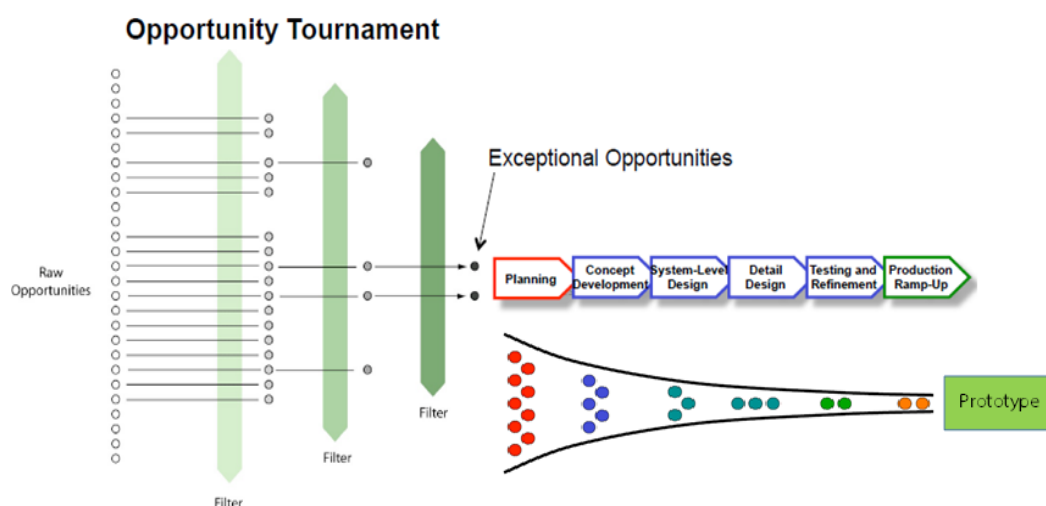 Opportunity Tournament
Exceptional Opportunities
Raw
Opportunities
Planning
Concept
Development
System-Level
Design
Detail
Design
Testing and
Refinement
Production
Ramp-Up
Prototype
Filter
Filter
Filter